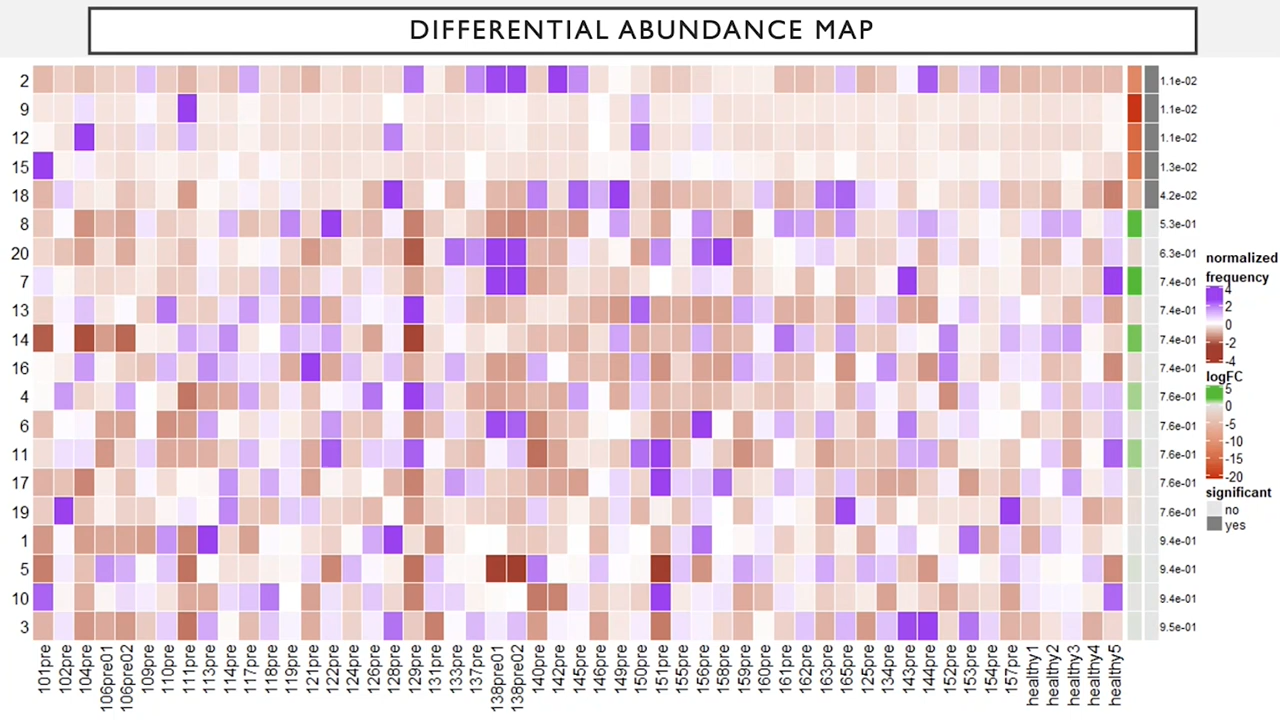 DIFFERENTIAL ABUNDANCE MAP
2 1.1e-02
9 1.1e-02
12 1.1e-02
15 1.3e-02
18 4.2e-02
8 5.3e-01
20 6.3e-01
7 7.4e-01
13 7.4e-01
14 7.4e-01
16 7.4e-01
4 7.6e-01
6 7.6e-01
11 7.6e-01
17 7.6e-01
19 7.6e-01
1 9.4e-01
5 9.4e-01
10 9.4e-01
3 9.5e-01
101pre 102pre 104pre 106pre01 106pre02 109pre 110pre 111pre 113pre 114pre 117pre 118pre 119pre 121pre 122pre 124pre 126pre 128pre 129pre 131pre 133pre 137pre 138pre01 138pre02 140pre 142pre 145pre 146pre 149pre 150pre 151pre 155pre 156pre 158pre 159pre 160pre 161pre 162pre 163pre 165pre 125pre 134pre 143pre 144pre 152pre 153pre 154pre 157pre healthy1 healthy2 healthy3 healthy4 healthy5
normalized
frequency
4
2
0
-2
-4
logFC
5
0
-5
-10
-15
-20
significant
no
yes